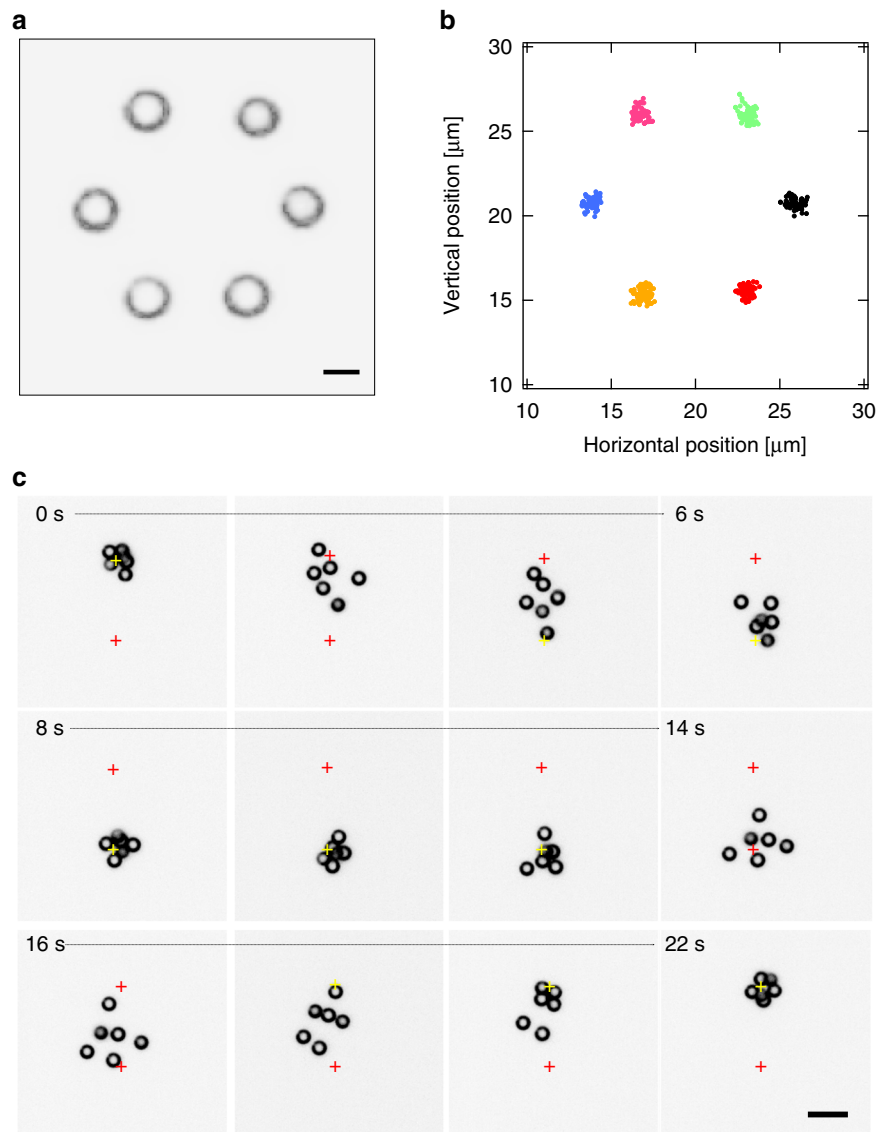 a
b
30
25
20
15
10
10 15 20 25 30
Vertical position [μm]
Horizontal position [μm]
c
0 s
6 s
8 s
14 s
16 s
22 s